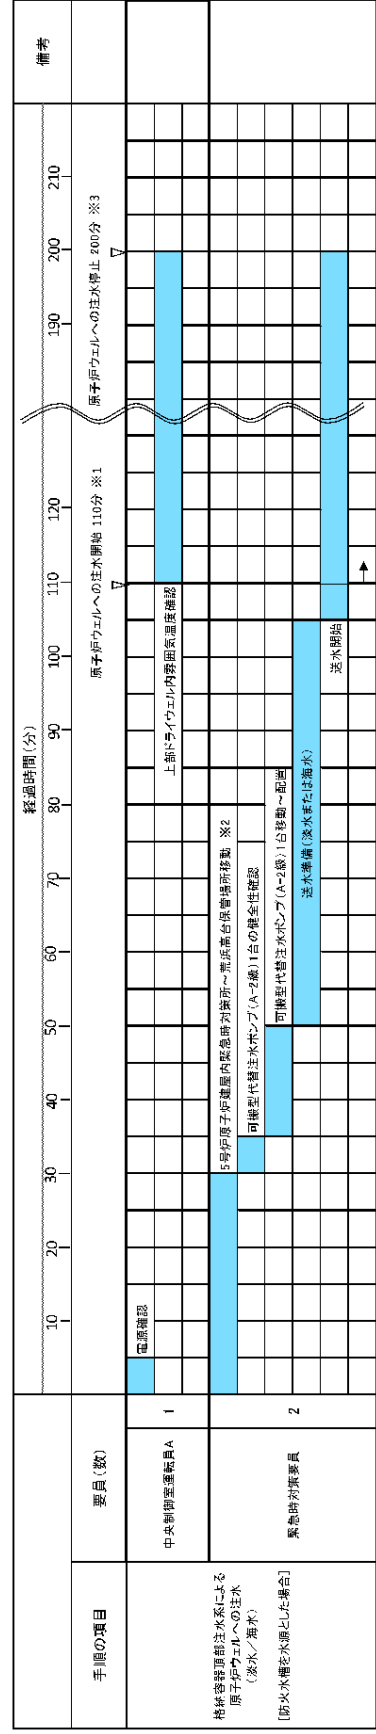 手順の項目
要員(数)
経過時間(分)
備考
10
20
30
40
50
60
70
80
90
100
110
120
190
200
210
原子炉ウェルへの注水開始 110分 ※1
原子炉ウェルへの注水停止 200分 ※3
格納容器頂部注水系による
原子炉ウェルへの注水
(淡水/海水)
[防火水槽を水源とした場合]
中央制御室運転員A
1
電源確認
上部ドライウェル内雰囲気温度確認
緊急時対策要員
2
5号炉原子炉建屋内緊急時対策所~荒浜高台保管場所移動 ※2
可搬型代替注水ポンプ(A-2級)1台の健全性確認
可搬型代替注水ポンプ(A-2級)1台移動~配置
送水準備(淡水または海水)
送水開始